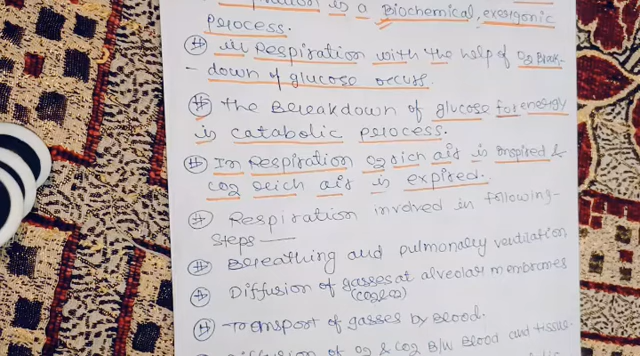 is a Biochemical, exergonic
process.
# In Respiration with the help of O2 Break-
- down of glucose occurs.
# The Breakdown of glucose for energy
is catabolic process.
# In Respiration O2 rich air is inspired &
CO2 rich air is expired.
# Respiration involved in following-
steps —
# Breathing and pulmonary ventilation
# Diffusion of gasses at alveolar membranes
# Transport of gasses by Blood.
Diffusion of O2 & CO2 B/W Blood and tissue.